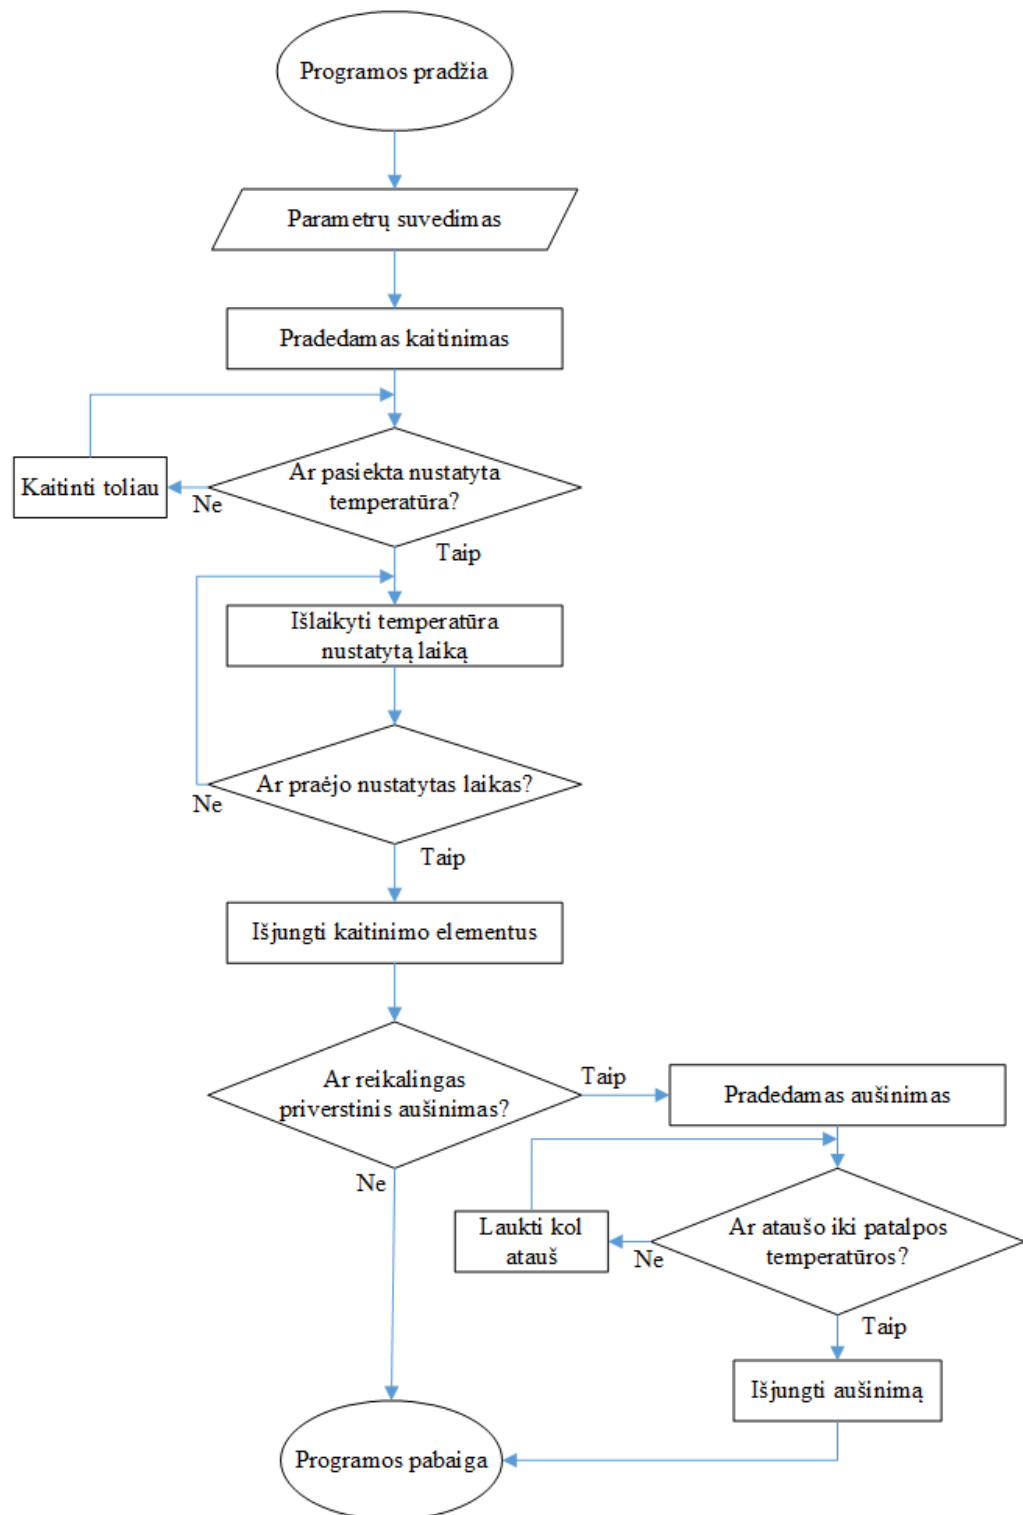 Programos pradžia
Parametrų suvedimas
Pradedamas kaitinimas
Ar pasiekta nustatyta
temperatūra?
Kaitinti toliau
Ne
Taip
Išlaikyti temperatūra
nustatytą laiką
Ar praėjo nustatytas laikas?
Ne
Taip
Išjungti kaitinimo elementus
Ar reikalingas
priverstinis aušinimas?
Taip
Pradedamas aušinimas
Ne
Ar ataušo iki patalpos
temperatūros?
Laukti kol
atauš
Ne
Taip
Išjungti aušinimą
Programos pabaiga